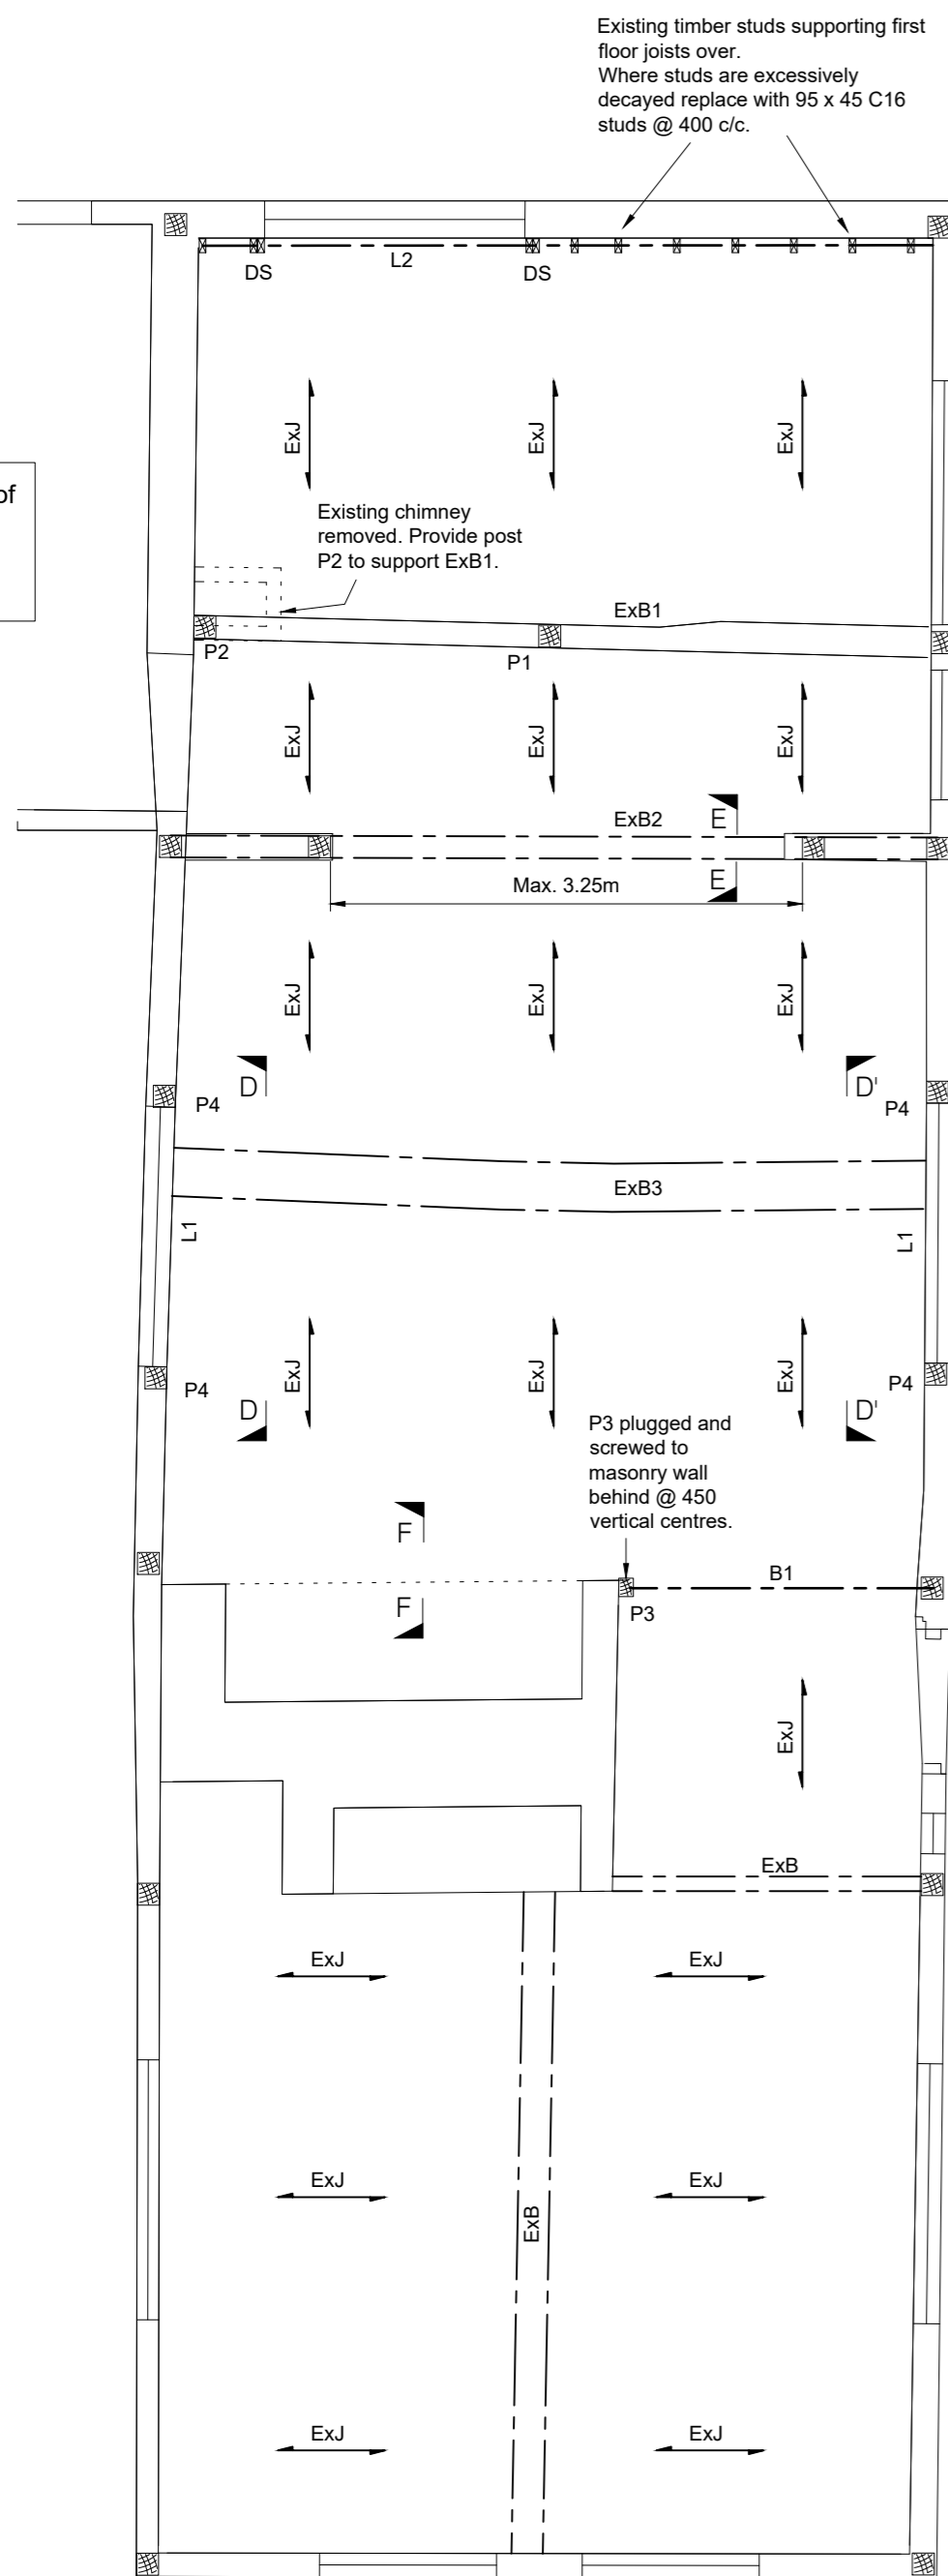 Existing timber studs supporting first
floor joists over.
Where studs are excessively
decayed replace with 95 x 45 C16
studs @ 400 c/c.
DS
L2
DS
ExJ
ExJ
ExJ
of
Existing chimney
removed. Provide post
P2 to support ExB1.
ExB1
P2
P1
ExJ
ExJ
ExJ
ExB2
E
E
Max. 3.25m
ExJ
ExJ
ExJ
D
D'
P4
P4
ExB3
L1
L1
ExJ
ExJ
ExJ
P4
P4
D
D'
P3 plugged and
screwed to
masonry wall
behind @ 450
vertical centres.
F
F
B1
P3
ExJ
ExB
ExJ
ExJ
ExJ
ExJ
ExB
ExJ
ExJ